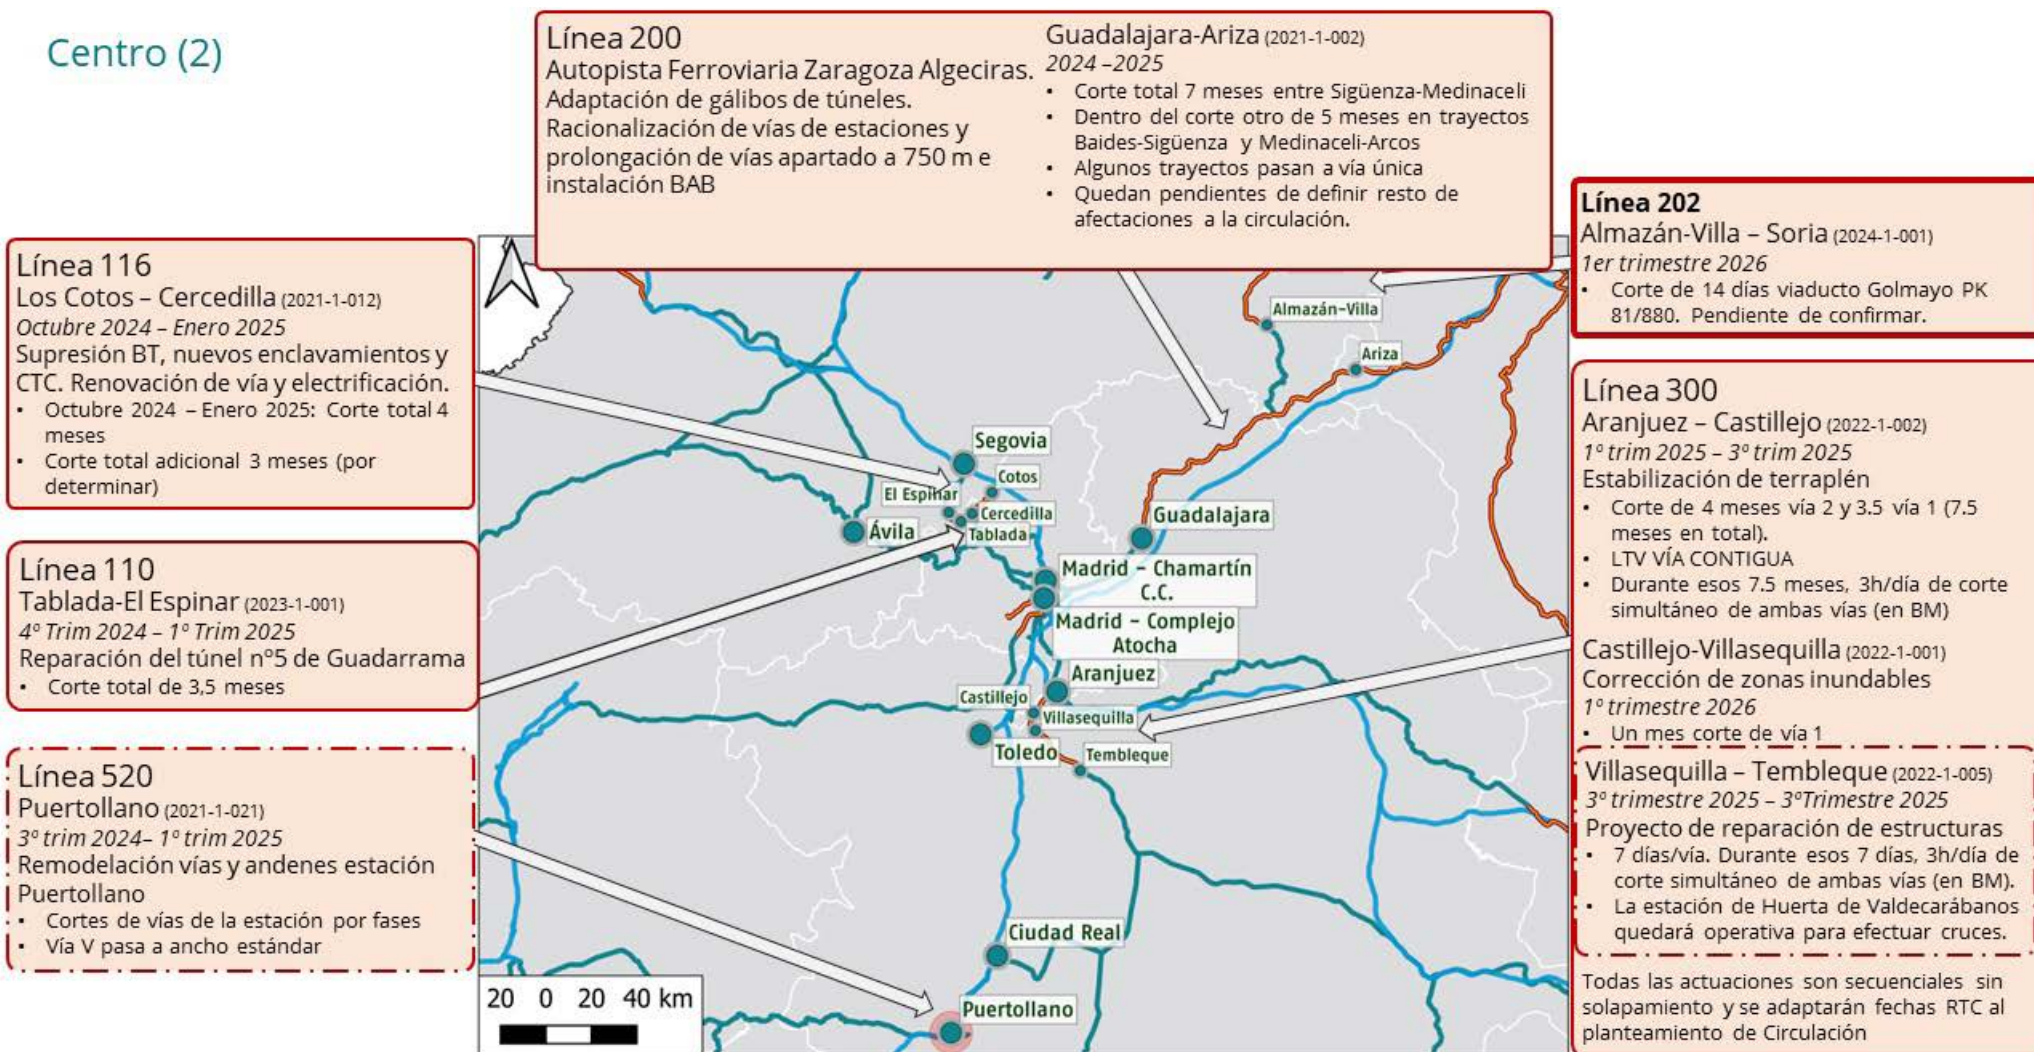 Centro (2)
Línea 200
Autopista Ferroviaria Zaragoza Algeciras.
Adaptación de gálibos de túneles.
Racionalización de vías de estaciones y
prolongación de vías apartado a 750 m e
instalación BAB
Guadalajara-Ariza (2021-1-002)
2024 –2025
• Corte total 7 meses entre Sigüenza-Medinaceli
• Dentro del corte otro de 5 meses en trayectos
Baides-Sigüenza y Medinaceli-Arcos
• Algunos trayectos pasan a vía única
• Quedan pendientes de definir resto de
afectaciones a la circulación.
Línea 116
Los Cotos – Cercedilla (2021-1-012)
Octubre 2024 – Enero 2025
Supresión BT, nuevos enclavamientos y
CTC. Renovación de vía y electrificación.
• Octubre 2024 – Enero 2025: Corte total 4
meses
• Corte total adicional 3 meses (por
determinar)
Línea 110
Tablada-El Espinar (2023-1-001)
4º Trim 2024 – 1º Trim 2025
Reparación del túnel nº5 de Guadarrama
• Corte total de 3,5 meses
Línea 520
Puertollano (2021-1-021)
3º trim 2024– 1º trim 2025
Remodelación vías y andenes estación
Puertollano
• Cortes de vías de la estación por fases
• Vía V pasa a ancho estándar
Línea 202
Almazán-Villa – Soria (2024-1-001)
1er trimestre 2026
• Corte de 14 días viaducto Golmayo PK
81/880. Pendiente de confirmar.
Línea 300
Aranjuez – Castillejo (2022-1-002)
1º trim 2025 – 3º trim 2025
Estabilización de terraplén
• Corte de 4 meses vía 2 y 3.5 vía 1 (7.5
meses en total).
• LTV VÍA CONTIGUA
• Durante esos 7.5 meses, 3h/día de corte
simultáneo de ambas vías (en BM)
Castillejo-Villasequilla (2022-1-001)
Corrección de zonas inundables
1º trimestre 2026
• Un mes corte de vía 1
Villasequilla – Tembleque (2022-1-005)
3º trimestre 2025 – 3ºTrimestre 2025
Proyecto de reparación de estructuras
• 7 días/vía. Durante esos 7 días, 3h/día de
corte simultáneo de ambas vías (en BM).
• La estación de Huerta de Valdecarábanos
quedará operativa para efectuar cruces.
Todas las actuaciones son secuenciales sin
solapamiento y se adaptarán fechas RTC al
planteamiento de Circulación
Almazán-Villa
Ariza
Segovia
Cotos
El Espinar
Cercedilla
Ávila
Tablada
Guadalajara
Madrid – Chamartín
C.C.
Madrid – Complejo
Atocha
Aranjuez
Castillejo
Villasequilla
Toledo
Tembleque
Ciudad Real
Puertollano
20 0 20 40 km